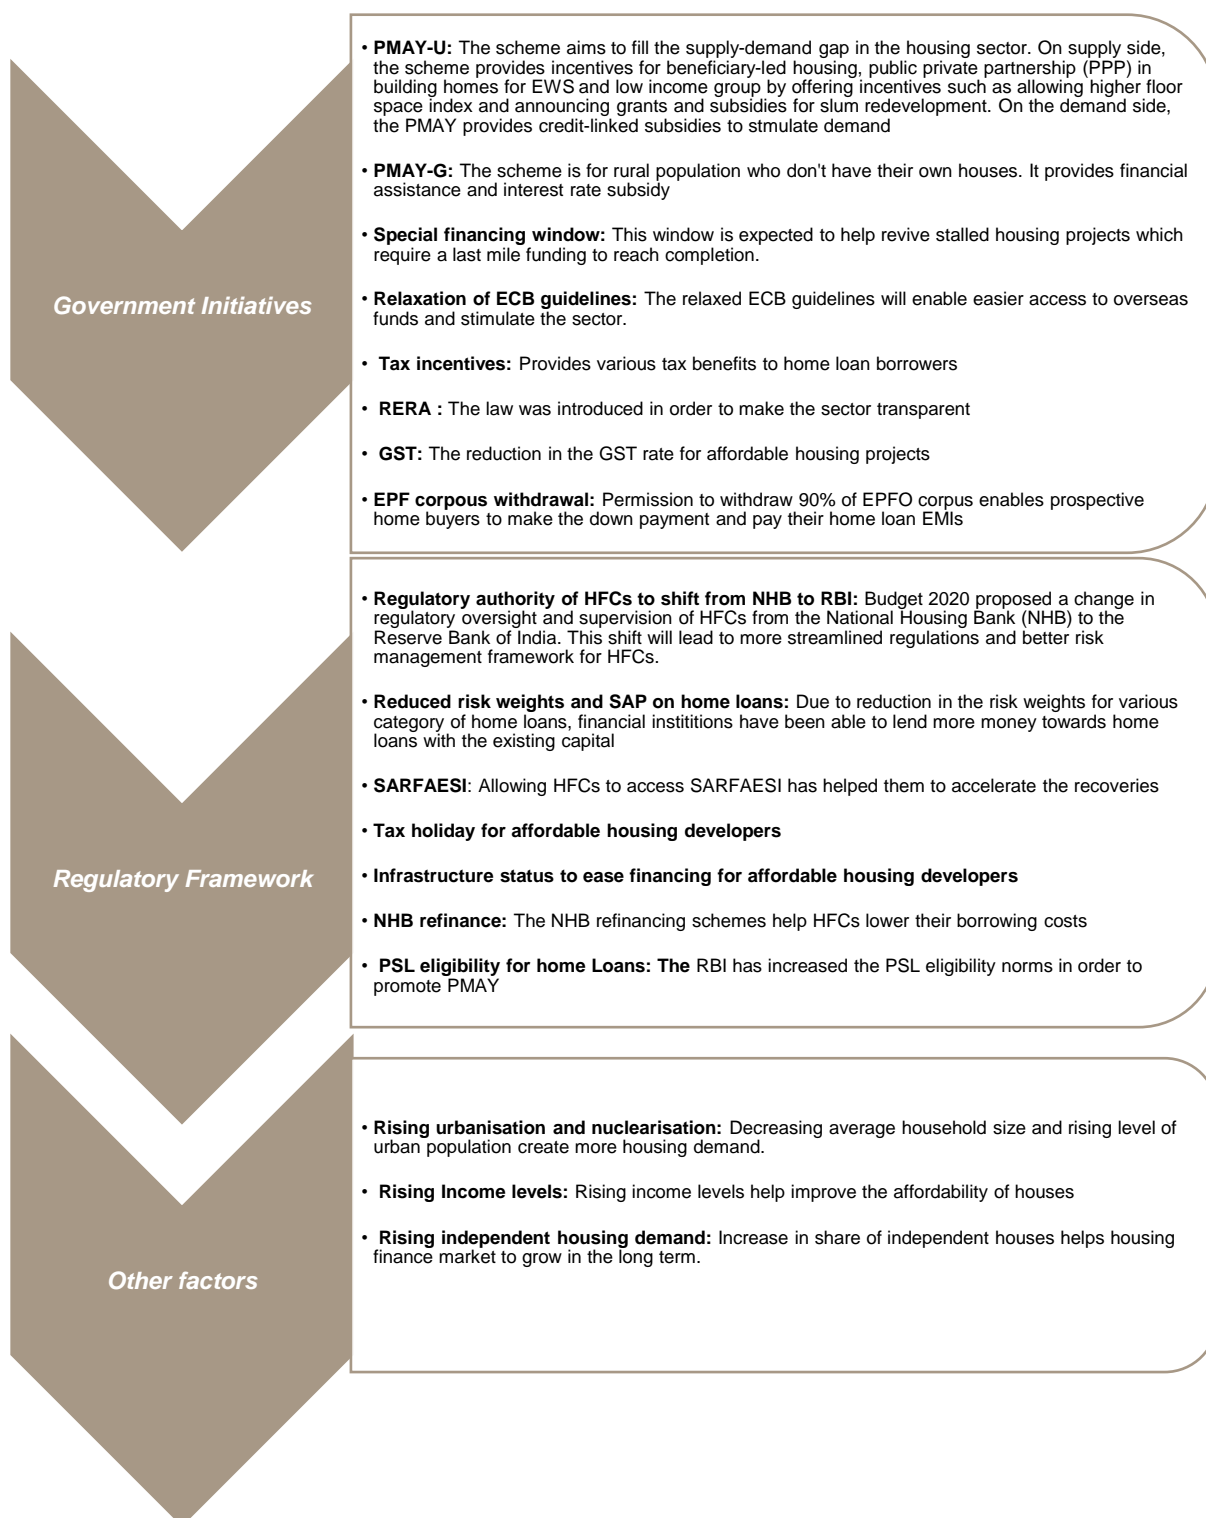 • PMAY-U: The scheme aims to fill the supply-demand gap in the housing sector. On supply side,
the scheme provides incentives for beneficiary-led housing, public private partnership (PPP) in
building homes for EWS and low income group by offering incentives such as allowing higher floor
space index and announcing grants and subsidies for slum redevelopment. On the demand side,
the PMAY provides credit-linked subsidies to stmulate demand
• PMAY-G: The scheme is for rural population who don't have their own houses. It provides financial
assistance and interest rate subsidy
• Special financing window: This window is expected to help revive stalled housing projects which
require a last mile funding to reach completion.
Government Initiatives
• Relaxation of ECB guidelines: The relaxed ECB guidelines will enable easier access to overseas
funds and stimulate the sector.
• Tax incentives: Provides various tax benefits to home loan borrowers
• RERA : The law was introduced in order to make the sector transparent
• GST: The reduction in the GST rate for affordable housing projects
• EPF corpous withdrawal: Permission to withdraw 90% of EPFO corpus enables prospective
home buyers to make the down payment and pay their home loan EMIs
• Regulatory authority of HFCs to shift from NHB to RBI: Budget 2020 proposed a change in
regulatory oversight and supervision of HFCs from the National Housing Bank (NHB) to the
Reserve Bank of India. This shift will lead to more streamlined regulations and better risk
management framework for HFCs.
• Reduced risk weights and SAP on home loans: Due to reduction in the risk weights for various
category of home loans, financial instititions have been able to lend more money towards home
loans with the existing capital
• SARFAESI: Allowing HFCs to access SARFAESI has helped them to accelerate the recoveries
• Tax holiday for affordable housing developers
Regulatory Framework
• Infrastructure status to ease financing for affordable housing developers
• NHB refinance: The NHB refinancing schemes help HFCs lower their borrowing costs
• PSL eligibility for home Loans: The RBI has increased the PSL eligibility norms in order to
promote PMAY
• Rising urbanisation and nuclearisation: Decreasing average household size and rising level of
urban population create more housing demand.
• Rising Income levels: Rising income levels help improve the affordability of houses
• Rising independent housing demand: Increase in share of independent houses helps housing
finance market to grow in the long term.
Other factors